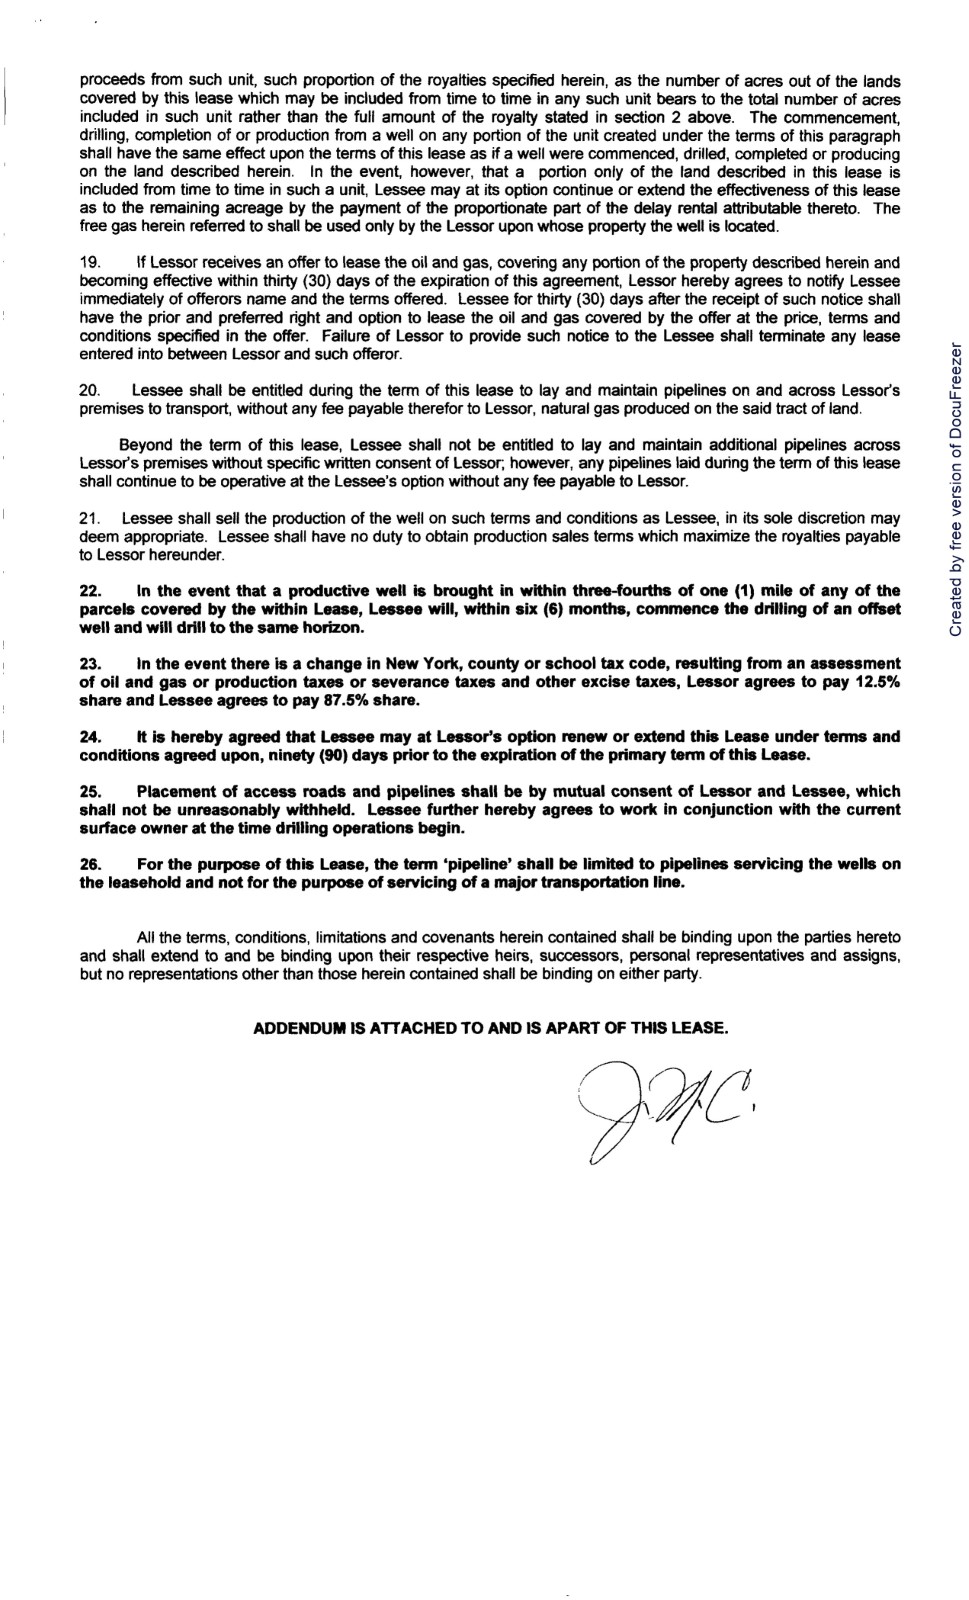 proceeds from such unit, such proportion of the royalties specified herein, as the number of acres out of the lands
covered by this lease which may be included from time to time in any such unit bears to the total number of acres
included in such unit rather than the full amount of the royalty stated in section 2 above. The commencement,
drilling, completion of or production from a well on any portion of the unit created under the terms of this paragraph
shall have the same effect upon the terms of this lease as if a well were commenced, drilled, completed or producing
on the land described herein. In the event, however, that a portion only of the land described in this lease is
included from time to time in such a unit, Lessee may at its option continue or extend the effectiveness of this lease
as to the remaining acreage by the payment of the proportionate part of the delay rental attributable thereto. The
free gas herein referred to shall be used only by the Lessor upon whose property the well is located.
19. If Lessor receives an offer to lease the oil and gas, covering any portion of the property described herein and
becoming effective within thirty (30) days of the expiration of this agreement, Lessor hereby agrees to notify Lessee
immediately of offerors name and the terms offered. Lessee for thirty (30) days after the receipt of such notice shall
have the prior and preferred right and option to lease the oil and gas covered by the offer at the price, terms and
conditions specified in the offer. Failure of Lessor to provide such notice to the Lessee shall terminate any lease
entered into between Lessor and such offeror.
20. Lessee shall be entitled during the term of this lease to lay and maintain pipelines on and across Lessor's
premises to transport, without any fee payable therefor to Lessor, natural gas produced on the said tract of land.
Beyond the term of this lease, Lessee shall not be entitled to lay and maintain additional pipelines across
Lessor's premises without specific written consent of Lessor; however, any pipelines laid during the term of this lease
shall continue to be operative at the Lessee's option without any fee payable to Lessor.
21. Lessee shall sell the production of the well on such terms and conditions as Lessee, in its sole discretion may
deem appropriate. Lessee shall have no duty to obtain production sales terms which maximize the royalties payable
to Lessor hereunder.
22. In the event that a productive well is brought in within three-fourths of one (1) mile of any of the
parcels covered by the within Lease, Lessee will, within six (6) months, commence the drilling of an offset
well and will drill to the same horizon.
23. In the event there is a change in New York, county or school tax code, resulting from an assessment
of oil and gas or production taxes or severance taxes and other excise taxes, Lessor agrees to pay 12.5%
share and Lessee agrees to pay 87.5% share.
24. It is hereby agreed that Lessee may at Lessor's option renew or extend this Lease under terms and
conditions agreed upon, ninety (90) days prior to the expiration of the primary term of this Lease.
25. Placement of access roads and pipelines shall be by mutual consent of Lessor and Lessee, which
shall not be unreasonably withheld. Lessee further hereby agrees to work in conjunction with the current
surface owner at the time drilling operations begin.
26. For the purpose of this Lease, the term 'pipeline' shall be limited to pipelines servicing the wells on
the leasehold and not for the purpose of servicing of a major transportation line.
All the terms, conditions, limitations and covenants herein contained shall be binding upon the parties hereto
and shall extend to and be binding upon their respective heirs, successors, personal representatives and assigns,
but no representations other than those herein contained shall be binding on either party.
ADDENDUM IS ATTACHED TO AND IS APART OF THIS LEASE.
Created by free version of DocuFreezer